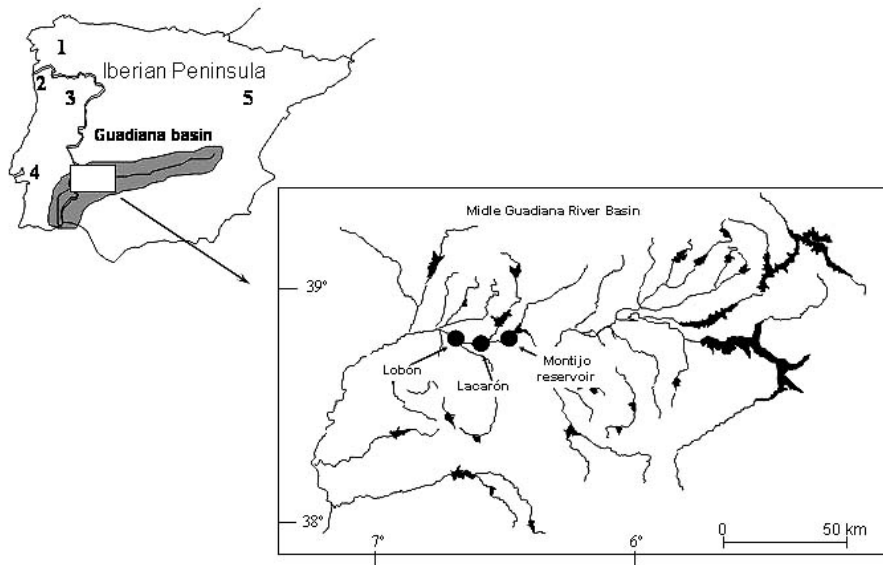 1
Iberian Peninsula
2
3
5
Guadiana basin
4
Midle Guadiana River Basin
39°
Lobón
Lacarón
Montijo
reservoir
38°
0
50 km
7°
6°